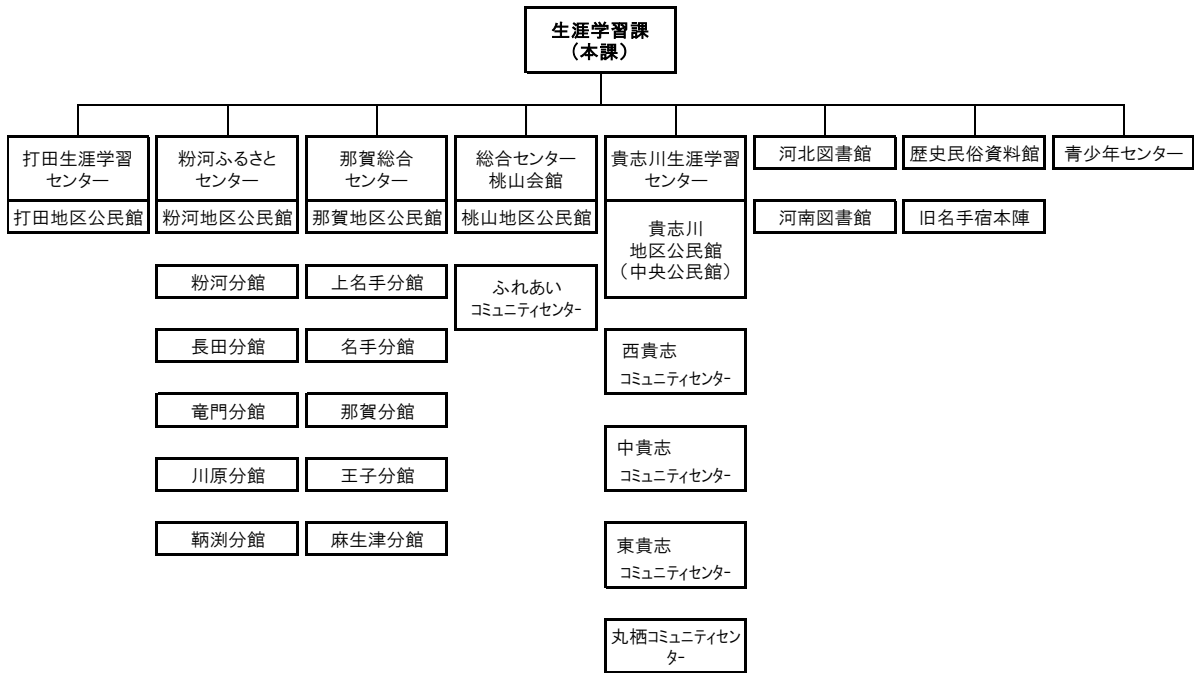 生涯学習課
（本課）
打田生涯学習
センター
打田地区公民館
粉河ふるさと
センター
粉河地区公民館
粉河分館
長田分館
竜門分館
川原分館
鞆渕分館
那賀総合
センター
那賀地区公民館
上名手分館
名手分館
那賀分館
王子分館
麻生津分館
総合センター
桃山会館
桃山地区公民館
ふれあい
コミュニティセンター
貴志川生涯学習
センター
貴志川
地区公民館
（中央公民館）
西貴志
コミュニティセンター
中貴志
コミュニティセンター
東貴志
コミュニティセンター
丸栖コミュニティセン
ター
河北図書館
河南図書館
歴史民俗資料館
旧名手宿本陣
青少年センター